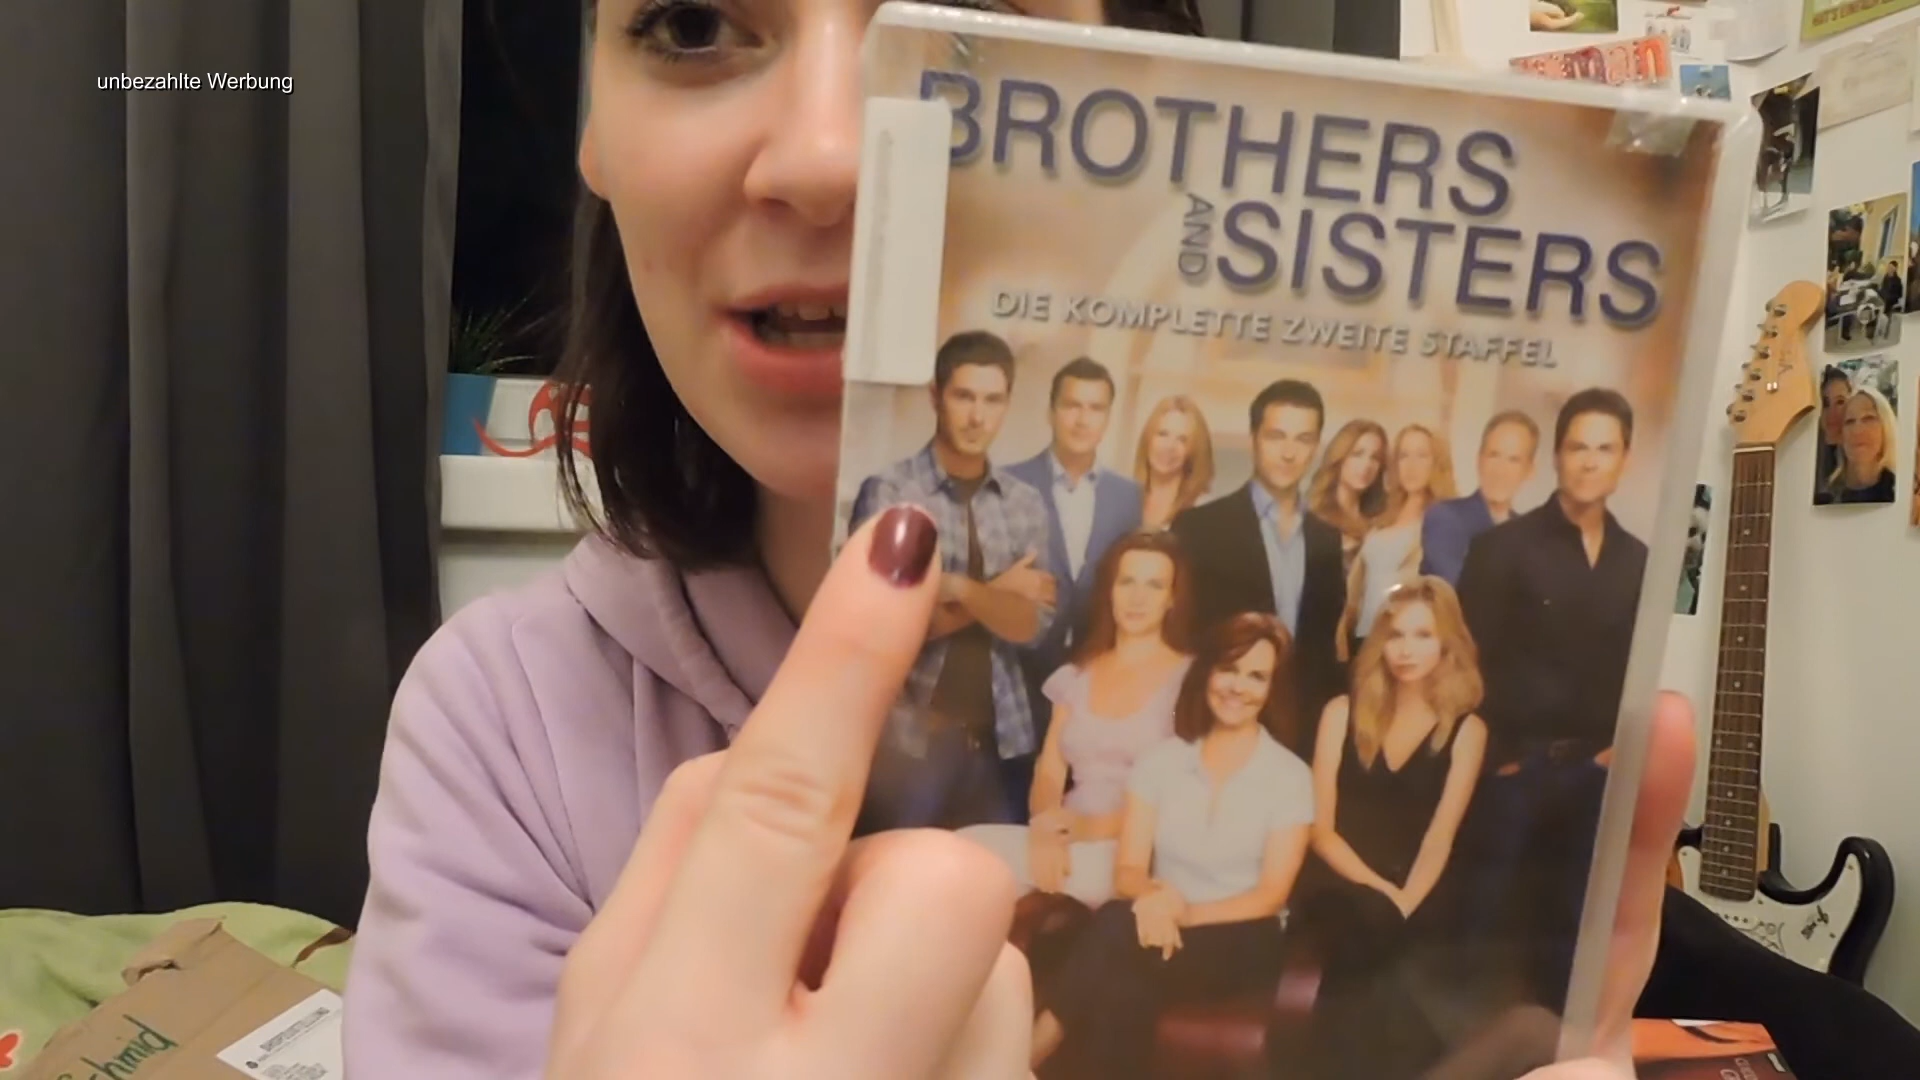 unbezahlte Werbung
BROTHERS
AND
SISTERS
DIE KOMPLETTE ZWEITE STAFFEL